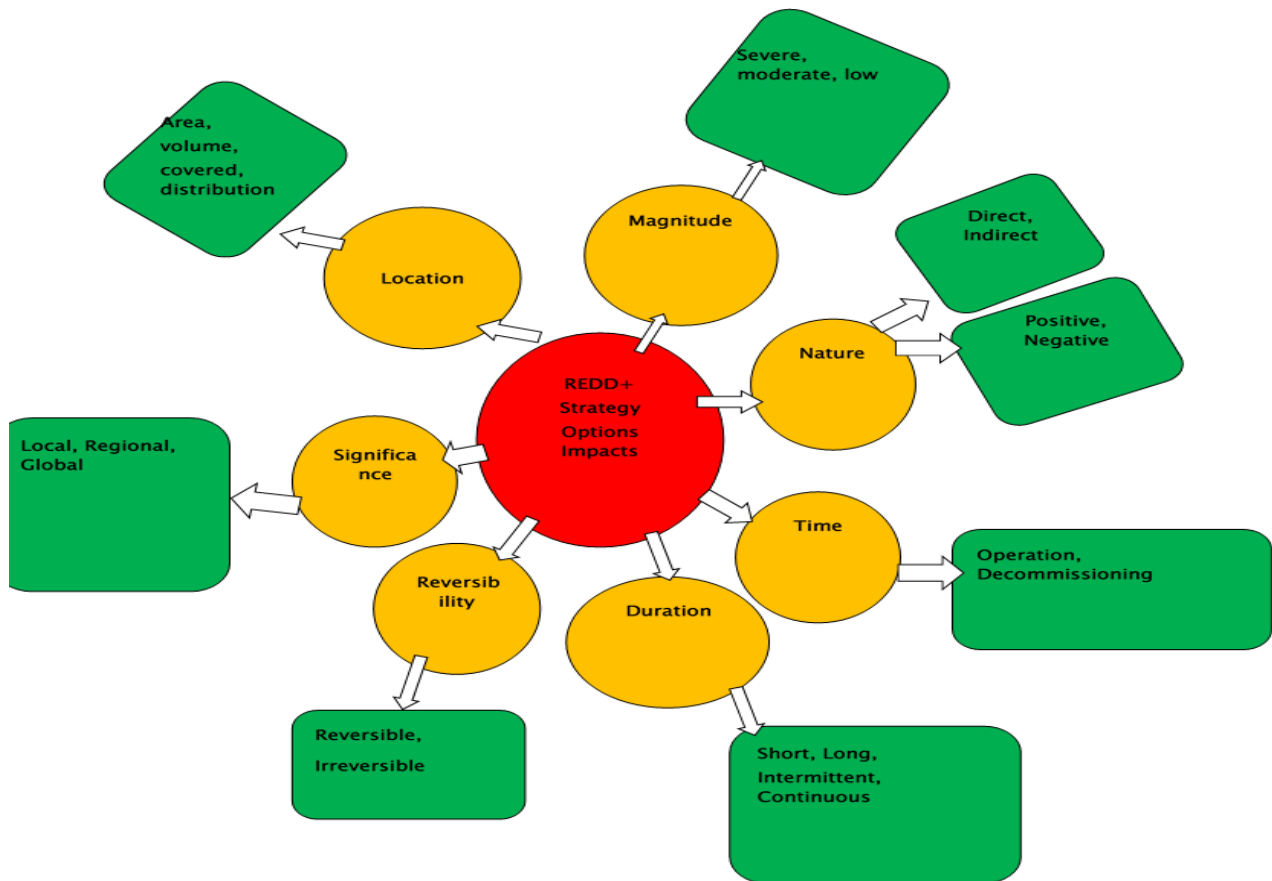 Severe,
moderate, low
Area,
volume,
covered,
distribution
Magnitude
Direct,
Indirect
Location
Positive,
Negative
Nature
REDD+
Strategy
Options
Impacts
Local, Regional,
Global
Significa
nce
Time
Operation,
Decommissioning
Reversib
ility
Duration
Reversible,
Irreversible
Short, Long,
Intermittent,
Continuous